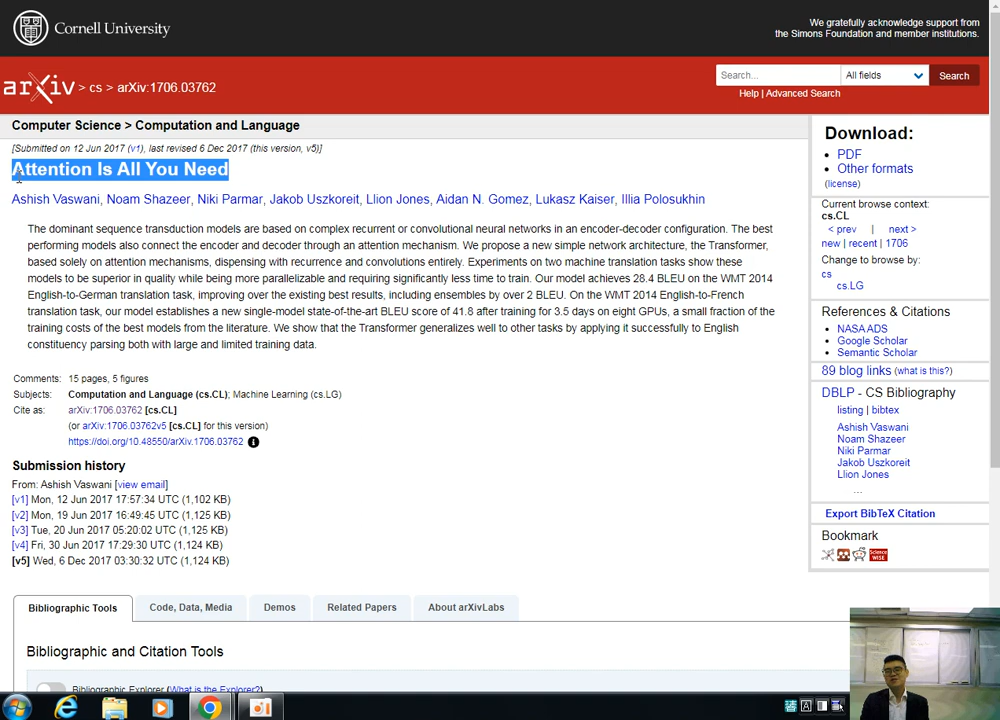 Cornell University
We gratefully acknowledge support from
the Simons Foundation and member institutions.
arXiv > cs > arXiv:1706.03762
Search...
All fields
Search
Help | Advanced Search
Computer Science > Computation and Language
[Submitted on 12 Jun 2017 (v1), last revised 6 Dec 2017 (this version, v5)]
Attention Is All You Need
Ashish Vaswani, Noam Shazeer, Niki Parmar, Jakob Uszkoreit, Llion Jones, Aidan N. Gomez, Lukasz Kaiser, Illia Polosukhin
The dominant sequence transduction models are based on complex recurrent or convolutional neural networks in an encoder-decoder configuration. The best
performing models also connect the encoder and decoder through an attention mechanism. We propose a new simple network architecture, the Transformer,
based solely on attention mechanisms, dispensing with recurrence and convolutions entirely. Experiments on two machine translation tasks show these
models to be superior in quality while being more parallelizable and requiring significantly less time to train. Our model achieves 28.4 BLEU on the WMT 2014
English-to-German translation task, improving over the existing best results, including ensembles by over 2 BLEU. On the WMT 2014 English-to-French
translation task, our model establishes a new single-model state-of-the-art BLEU score of 41.8 after training for 3.5 days on eight GPUs, a small fraction of the
training costs of the best models from the literature. We show that the Transformer generalizes well to other tasks by applying it successfully to English
constituency parsing both with large and limited training data.
Comments: 15 pages, 5 figures
Subjects: Computation and Language (cs.CL); Machine Learning (cs.LG)
Cite as: arXiv:1706.03762 [cs.CL]
(or arXiv:1706.03762v5 [cs.CL] for this version)
https://doi.org/10.48550/arXiv.1706.03762
Submission history
From: Ashish Vaswani [view email]
[v1] Mon, 12 Jun 2017 17:57:34 UTC (1,102 KB)
[v2] Mon, 19 Jun 2017 16:49:45 UTC (1,125 KB)
[v3] Tue, 20 Jun 2017 05:20:02 UTC (1,125 KB)
[v4] Fri, 30 Jun 2017 17:29:30 UTC (1,124 KB)
[v5] Wed, 6 Dec 2017 03:30:32 UTC (1,124 KB)
Bibliographic Tools
Code, Data, Media
Demos
Related Papers
About arXivLabs
Bibliographic and Citation Tools
Bibliographic Explorer (What is the Explorer?)
Download:
PDF
Other formats
(license)
Current browse context:
cs.CL
< prev | next >
new | recent | 1706
Change to browse by:
cs
cs.LG
References & Citations
NASA ADS
Google Scholar
Semantic Scholar
89 blog links (what is this?)
DBLP - CS Bibliography
listing | bibtex
Ashish Vaswani
Noam Shazeer
Niki Parmar
Jakob Uszkoreit
Llion Jones
...
Export BibTeX Citation
Bookmark
Science
WISE